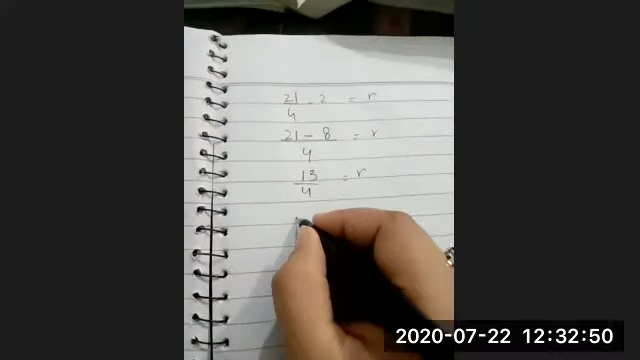 21/4 - 2 = r
21 - 8/4 = r
13/4 = r
2020-07-22 12:32:50